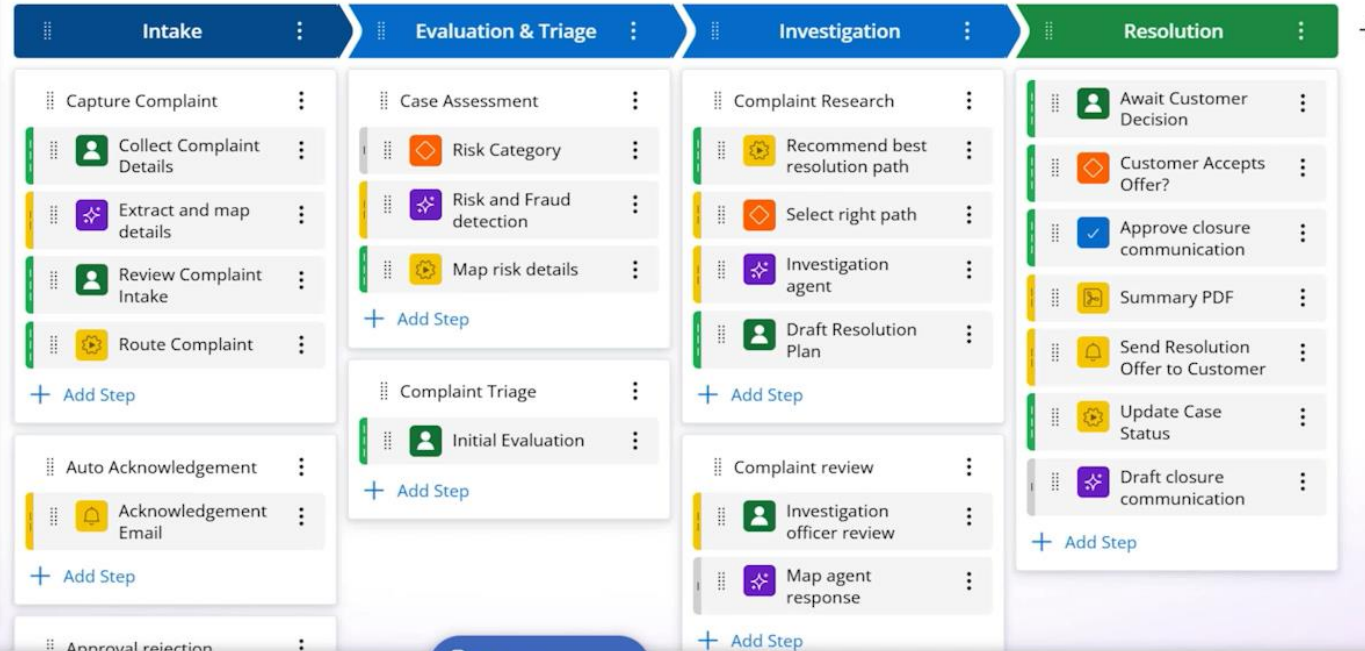 Intake
Evaluation & Triage
Investigation
Resolution
Capture Complaint
Collect Complaint
Details
Extract and map
details
Review Complaint
Intake
Route Complaint
Add Step
Auto Acknowledgement
Acknowledgement
Email
Add Step
Approval rejection
Case Assessment
Risk Category
Risk and Fraud
detection
Map risk details
Add Step
Complaint Triage
Initial Evaluation
Add Step
Complaint Research
Recommend best
resolution path
Select right path
Investigation
agent
Draft Resolution
Plan
Add Step
Complaint review
Investigation
officer review
Map agent
response
Add Step
Await Customer
Decision
Customer Accepts
Offer?
Approve closure
communication
Summary PDF
Send Resolution
Offer to Customer
Update Case
Status
Draft closure
communication
Add Step